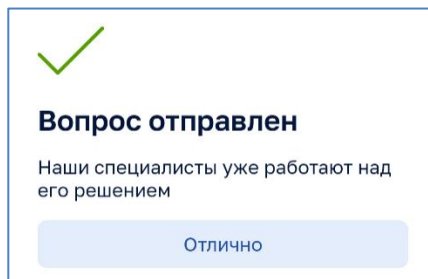 Вопрос отправлен
Наши специалисты уже работают над
его решением
Отлично